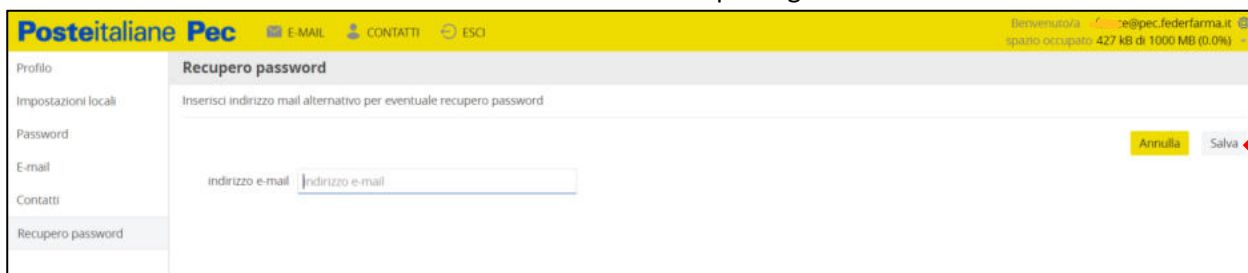 Posteitaliane Pec E-MAIL CONTATTI ESCI
Benvenuto/a e@pec.federfarma.it
spazio occupato 427 kB di 1000 MB (0.0%)
Profilo
Impostazioni locali
Password
E-mail
Contatti
Recupero password
Recupero password
Inserisci indirizzo mail alternativo per eventuale recupero password
Annulla Salva
indirizzo e-mail indirizzo e-mail